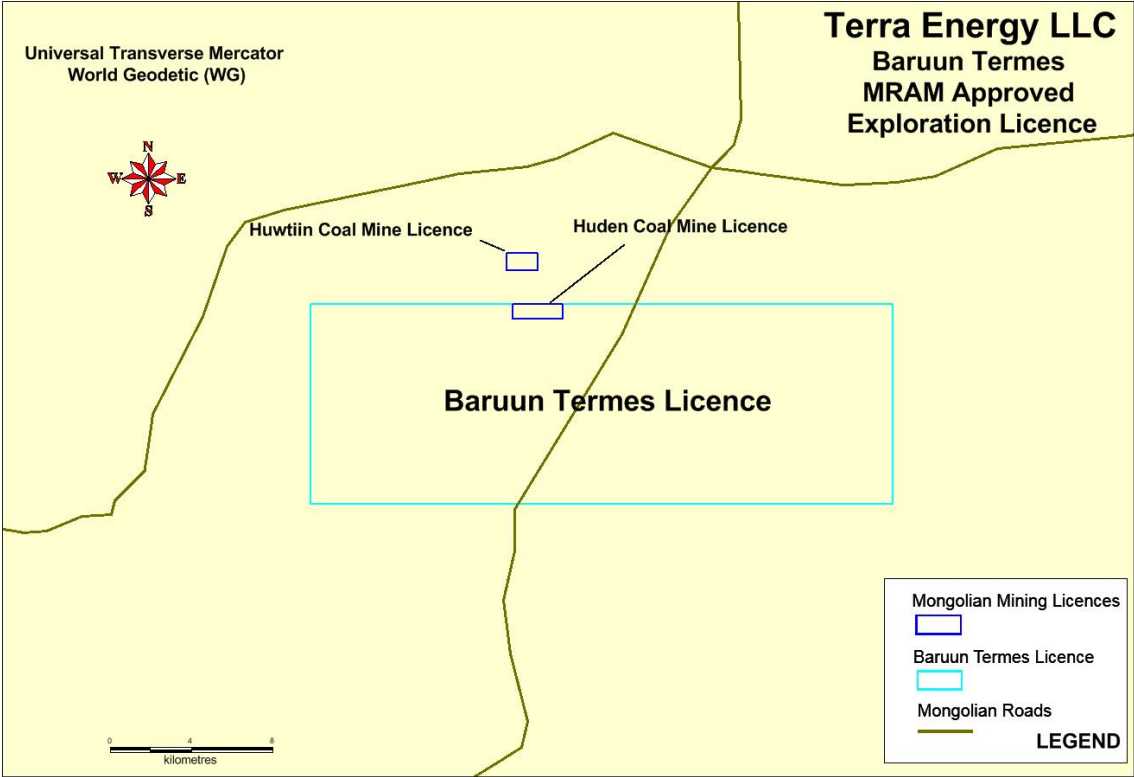 Terra Energy LLC
Baruun Termes
MRAM Approved
Exploration Licence
Universal Transverse Mercator
World Geodetic (WG)
N
W
E
S
Huwtiin Coal Mine Licence
Huden Coal Mine Licence
Baruun Termes Licence
Mongolian Mining Licences
Baruun Termes Licence
Mongolian Roads
LEGEND
0 4 8
kilometres